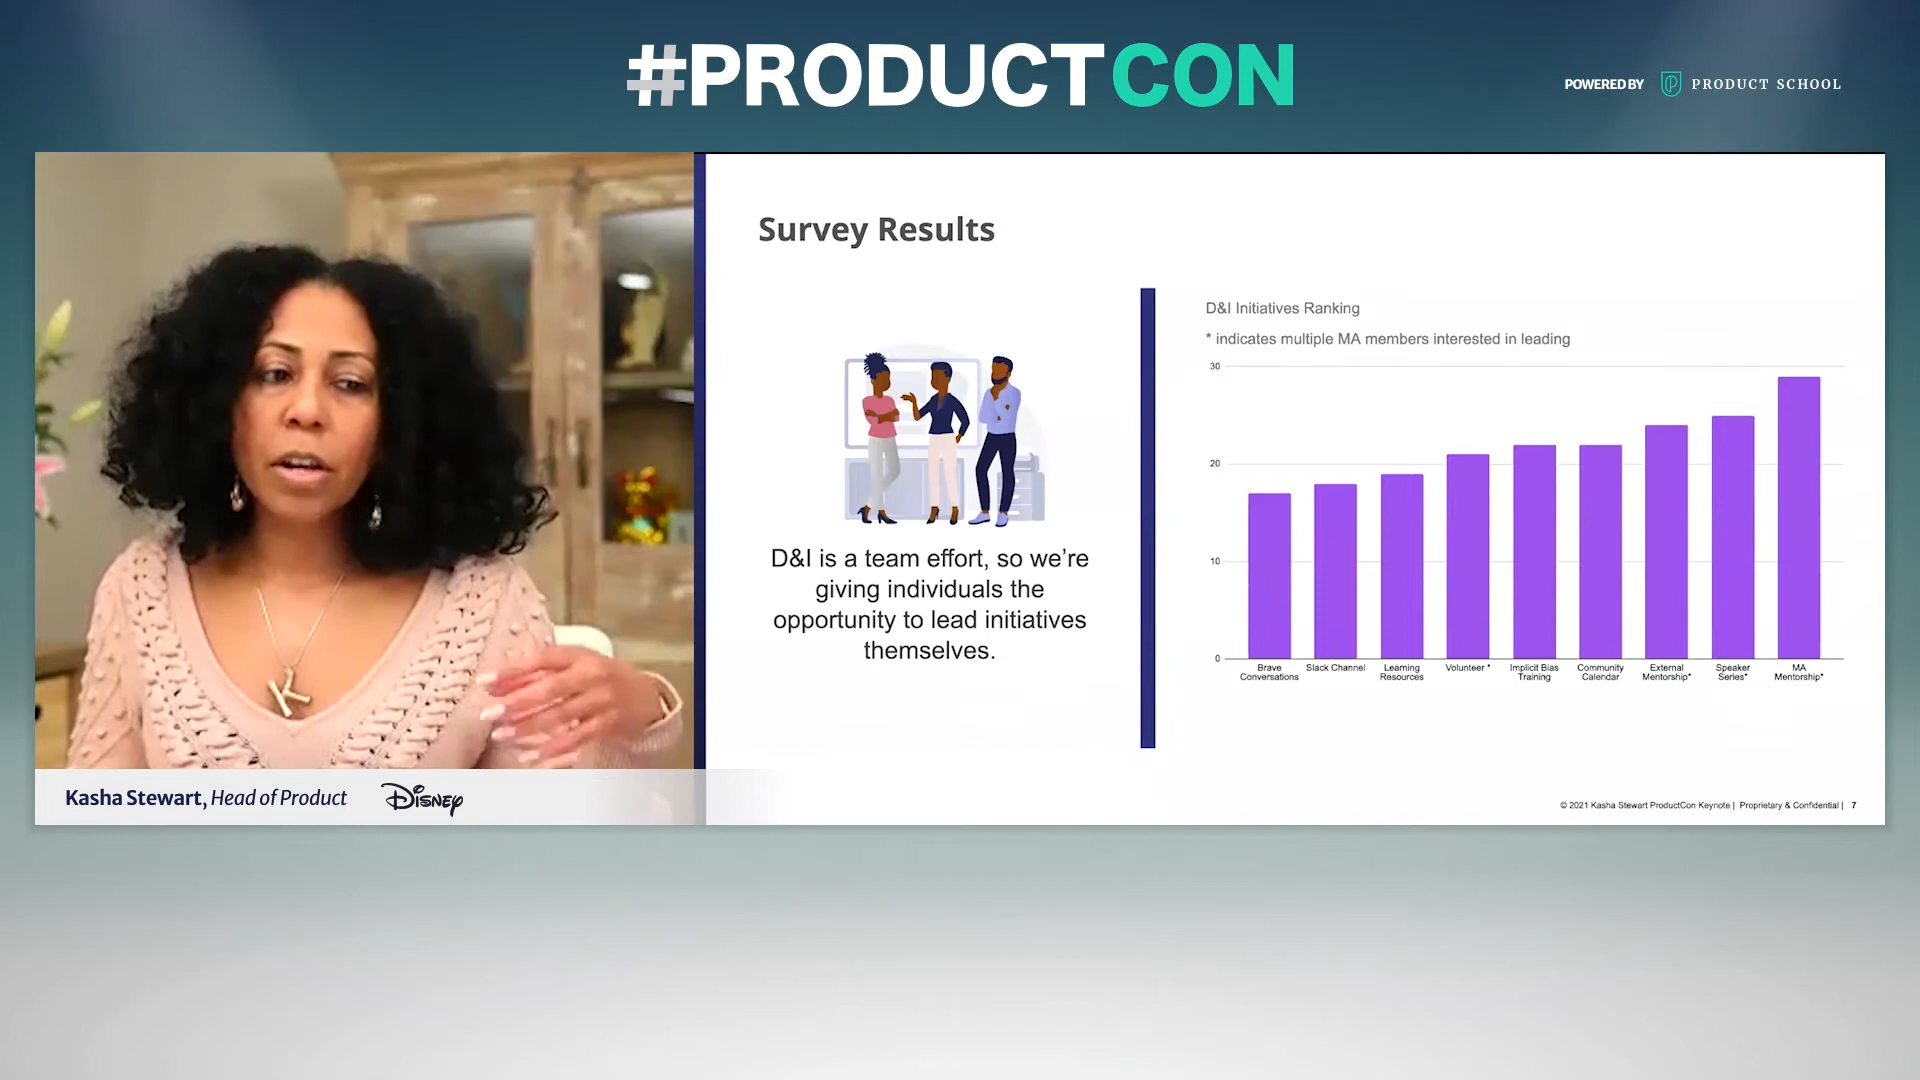 #PRODUCTCON
POWERED BY PRODUCT SCHOOL
Survey Results
D&I is a team effort, so we’re
giving individuals the
opportunity to lead initiatives
themselves.
D&I Initiatives Ranking
* indicates multiple MA members interested in leading
30
20
10
0
Brave
Conversations
Slack Channel
Learning
Resources
Volunteer *
Implicit Bias
Training
Community
Calendar
External
Mentorship*
Speaker
Series*
MA
Mentorship*
K
Kasha Stewart, Head of Product
Disney
© 2021 Kasha Stewart ProductCon Keynote | Proprietary & Confidential | 7